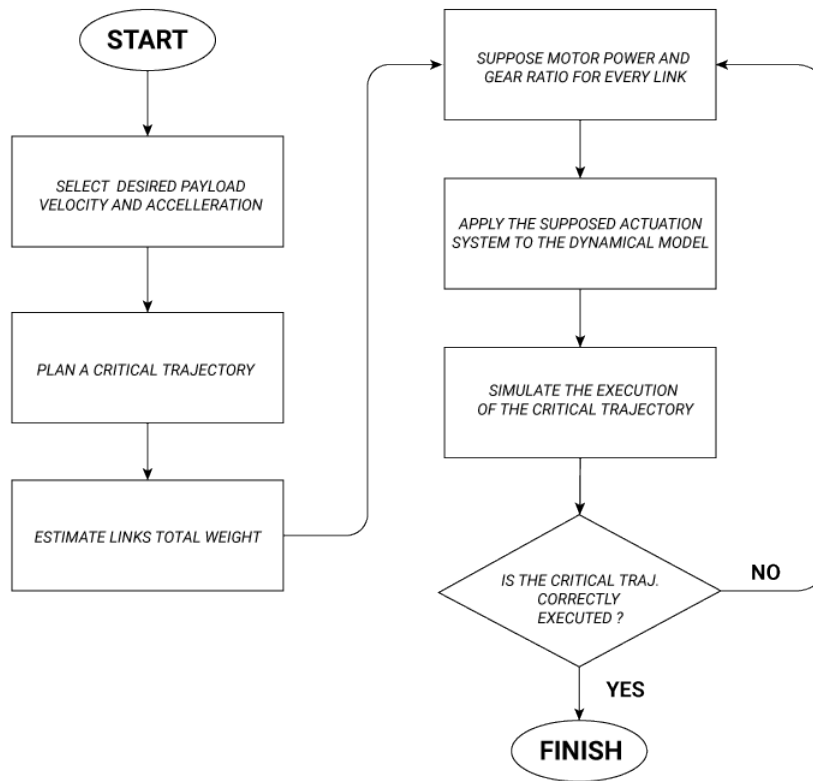 START
SELECT DESIRED PAYLOAD
VELOCITY AND ACCELLERATION
PLAN A CRITICAL TRAJECTORY
ESTIMATE LINKS TOTAL WEIGHT
SUPPOSE MOTOR POWER AND
GEAR RATIO FOR EVERY LINK
APPLY THE SUPPOSED ACTUATION
SYSTEM TO THE DYNAMICAL MODEL
SIMULATE THE EXECUTION
OF THE CRITICAL TRAJECTORY
IS THE CRITICAL TRAJ.
CORRECTLY
EXECUTED ?
NO
YES
FINISH